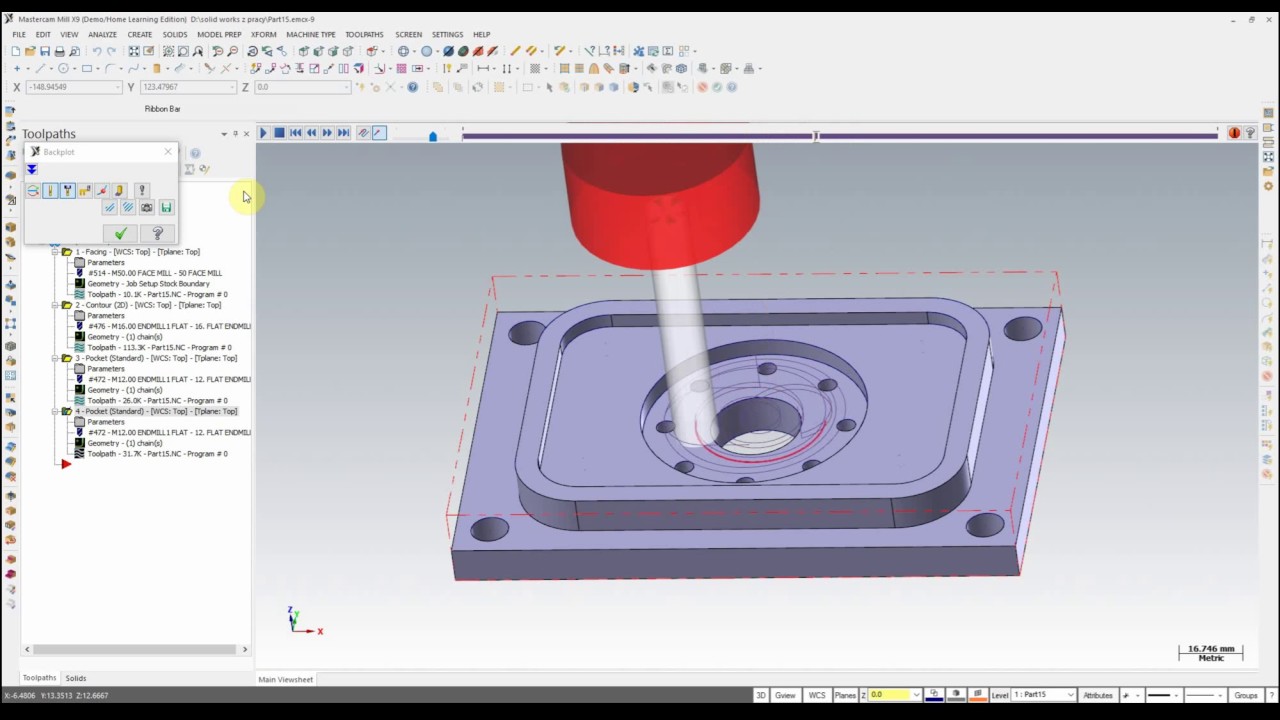 Mastercam Mill X9 (Demo/Home Learning Edition) D:\solid works z pracy\Part15.emcx-9
FILE EDIT VIEW ANALYZE CREATE SOLIDS MODEL PREP XFORM MACHINE TYPE TOOLPATHS SCREEN SETTINGS HELP
X -148.94549 Y 123.47967 Z 0.0
Ribbon Bar
Toolpaths
Backplot
1 - Facing - [WCS: Top] - [Tplane: Top]
Parameters
#514 - M50.00 FACE MILL - 50 FACE MILL
Geometry - Job Setup Stock Boundary
Toolpath - 10.1K - Part15.NC - Program # 0
2 - Contour (2D) - [WCS: Top] - [Tplane: Top]
Parameters
#476 - M16.00 ENDMILL1 FLAT - 16. FLAT ENDMIL
Geometry - (1) chain(s)
Toolpath - 113.3K - Part15.NC - Program # 0
3 - Pocket (Standard) - [WCS: Top] - [Tplane: Top]
Parameters
#472 - M12.00 ENDMILL1 FLAT - 12. FLAT ENDMIL
Geometry - (1) chain(s)
Toolpath - 26.0K - Part15.NC - Program # 0
4 - Pocket (Standard) - [WCS: Top] - [Tplane: Top]
Parameters
#472 - M12.00 ENDMILL1 FLAT - 12. FLAT ENDMIL
Geometry - (1) chain(s)
Toolpath - 31.7K - Part15.NC - Program # 0
Z
Y
X
16.746 mm
Metric
Toolpaths Solids
Main Viewsheet
X:-6.4806 Y:13.3513 Z:12.6667 3D Gview WCS Planes Z 0.0 Level 1 : Part15 Attributes Groups ?